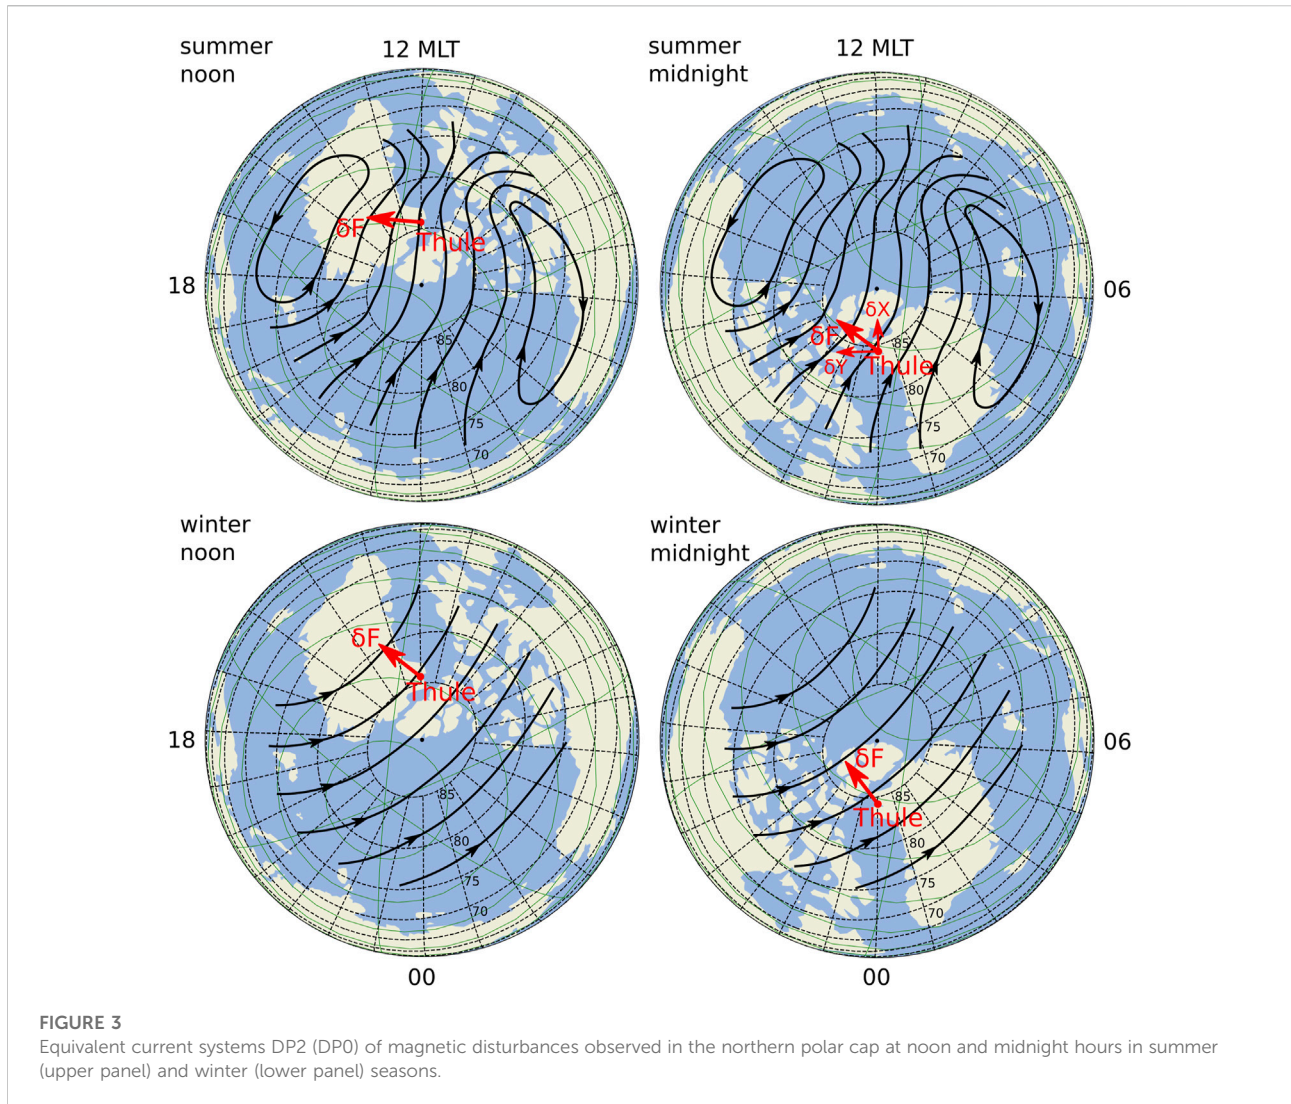 summer
noon
12 MLT
summer
midnight
12 MLT
δF
Thule
18
06
δX
δF
δY
Thule
85
80
75
70
85
80
75
70
winter
noon
winter
midnight
δF
Thule
18
06
δF
Thule
85
80
75
70
85
80
75
70
00
00
FIGURE 3
Equivalent current systems DP2 (DP0) of magnetic disturbances observed in the northern polar cap at noon and midnight hours in summer
(upper panel) and winter (lower panel) seasons.